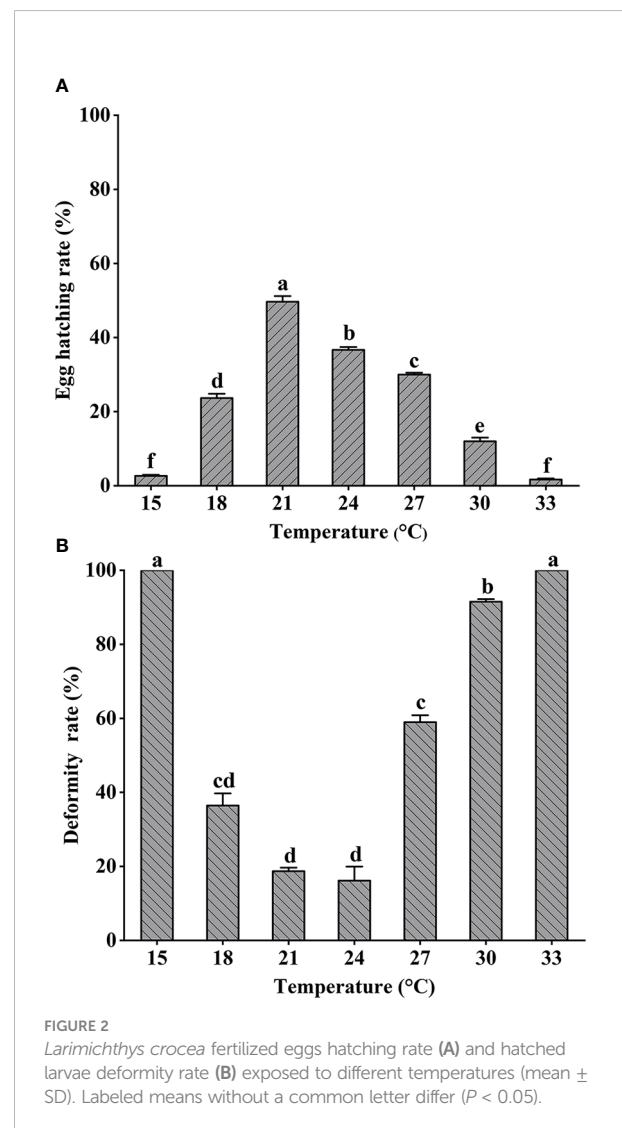 A
100
80
60
40
20
0
Egg hatching rate (%)
f
d
a
b
c
e
f
15 18 21 24 27 30 33
Temperature (°C)
B
100
80
60
40
20
0
Deformity rate (%)
a
cd
d
d
c
b
a
15 18 21 24 27 30 33
Temperature (°C)
FIGURE 2
Larimichthys crocea fertilized eggs hatching rate (A) and hatched
larvae deformity rate (B) exposed to different temperatures (mean ±
SD). Labeled means without a common letter differ (P < 0.05).